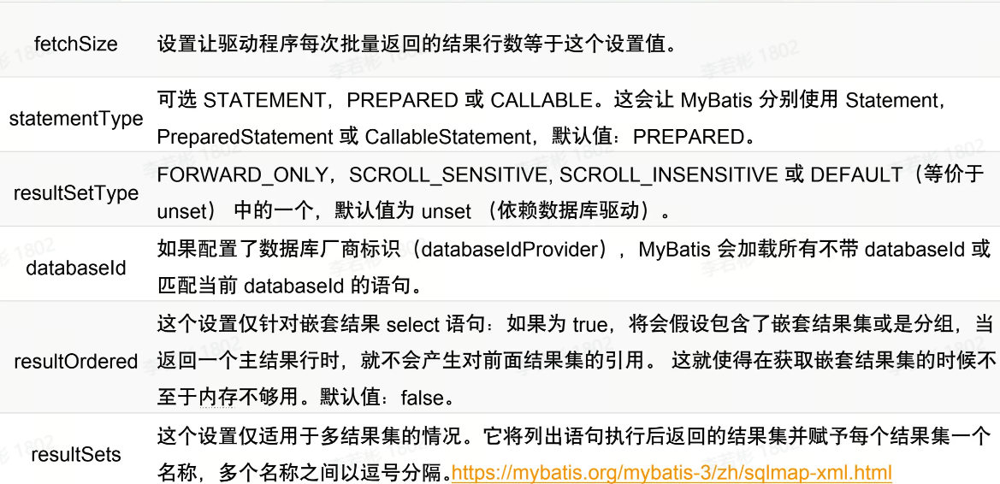 fetchSize 设置让驱动程序每次批量返回的结果行数等于这个设置值。
statementType 可选 STATEMENT，PREPARED 或 CALLABLE。这会让 MyBatis 分别使用 Statement，
PreparedStatement 或 CallableStatement，默认值：PREPARED。
resultSetType FORWARD_ONLY，SCROLL_SENSITIVE, SCROLL_INSENSITIVE 或 DEFAULT（等价于
unset） 中的一个，默认值为 unset （依赖数据库驱动）。
databaseId 如果配置了数据库厂商标识（databaseIdProvider），MyBatis 会加载所有不带 databaseId 或
匹配当前 databaseId 的语句。
resultOrdered 这个设置仅针对嵌套结果 select 语句：如果为 true，将会假设包含了嵌套结果集或是分组，当
返回一个主结果行时，就不会产生对前面结果集的引用。 这就使得在获取嵌套结果集的时候不
至于内存不够用。默认值：false。
resultSets 这个设置仅适用于多结果集的情况。它将列出语句执行后返回的结果集并赋予每个结果集一个
名称，多个名称之间以逗号分隔。https://mybatis.org/mybatis-3/zh/sqlmap-xml.html
李若彬 1802